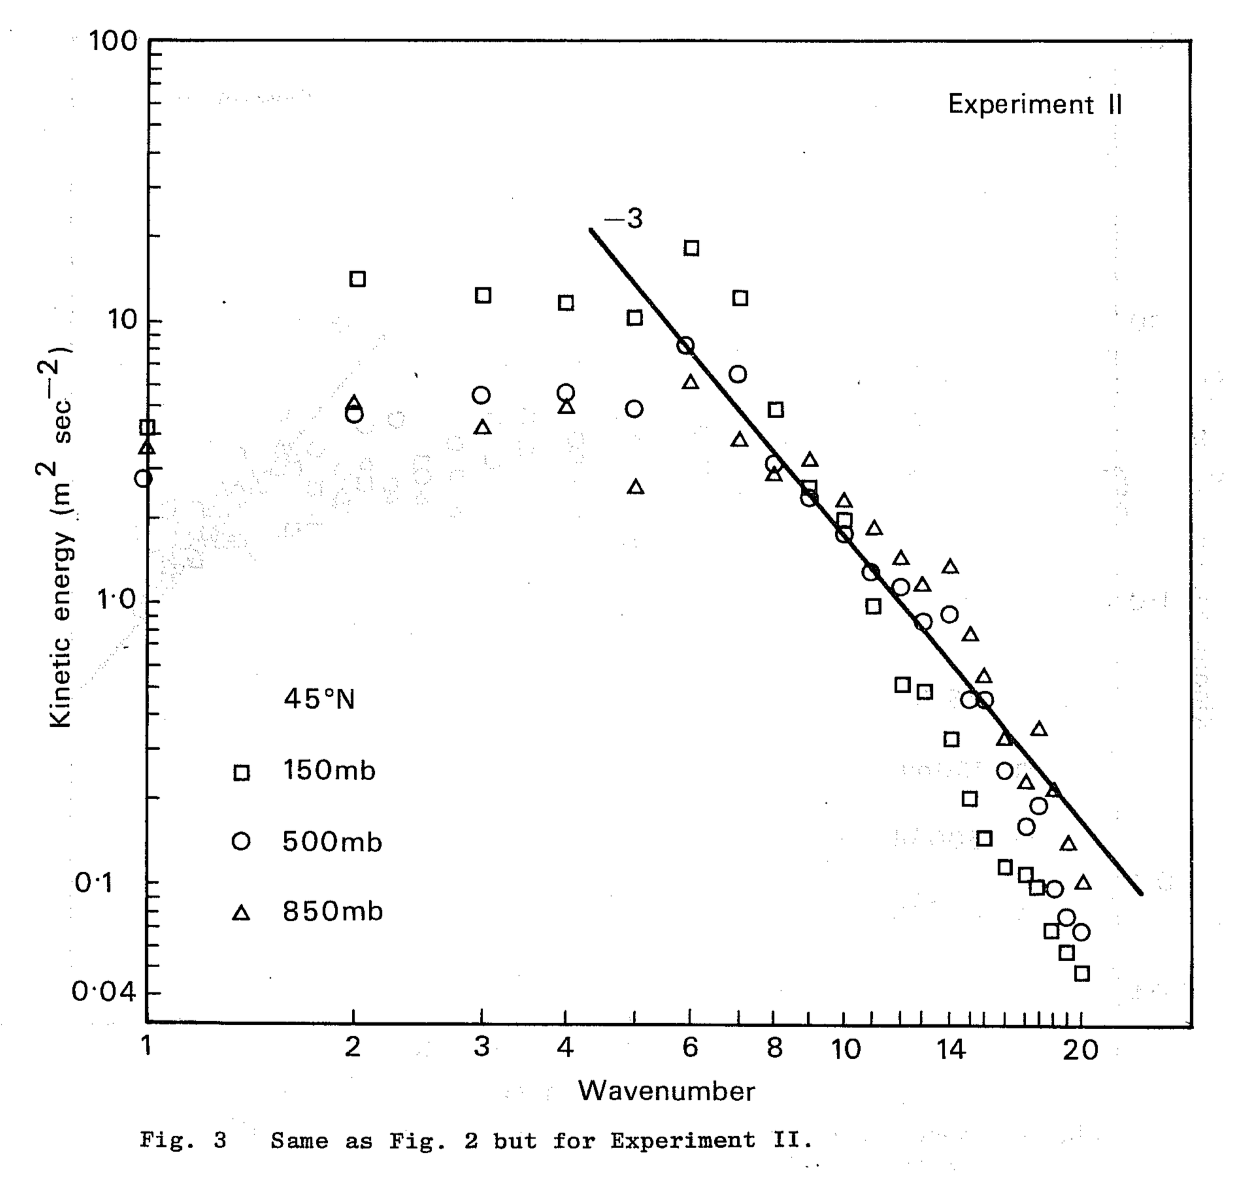 100
Experiment II
—3
10
Kinetic energy (m² sec⁻²)
1·0
45°N
150mb
500mb
850mb
0·1
0·04
1 2 3 4 6 8 10 14 20
Wavenumber
Fig. 3 Same as Fig. 2 but for Experiment II.